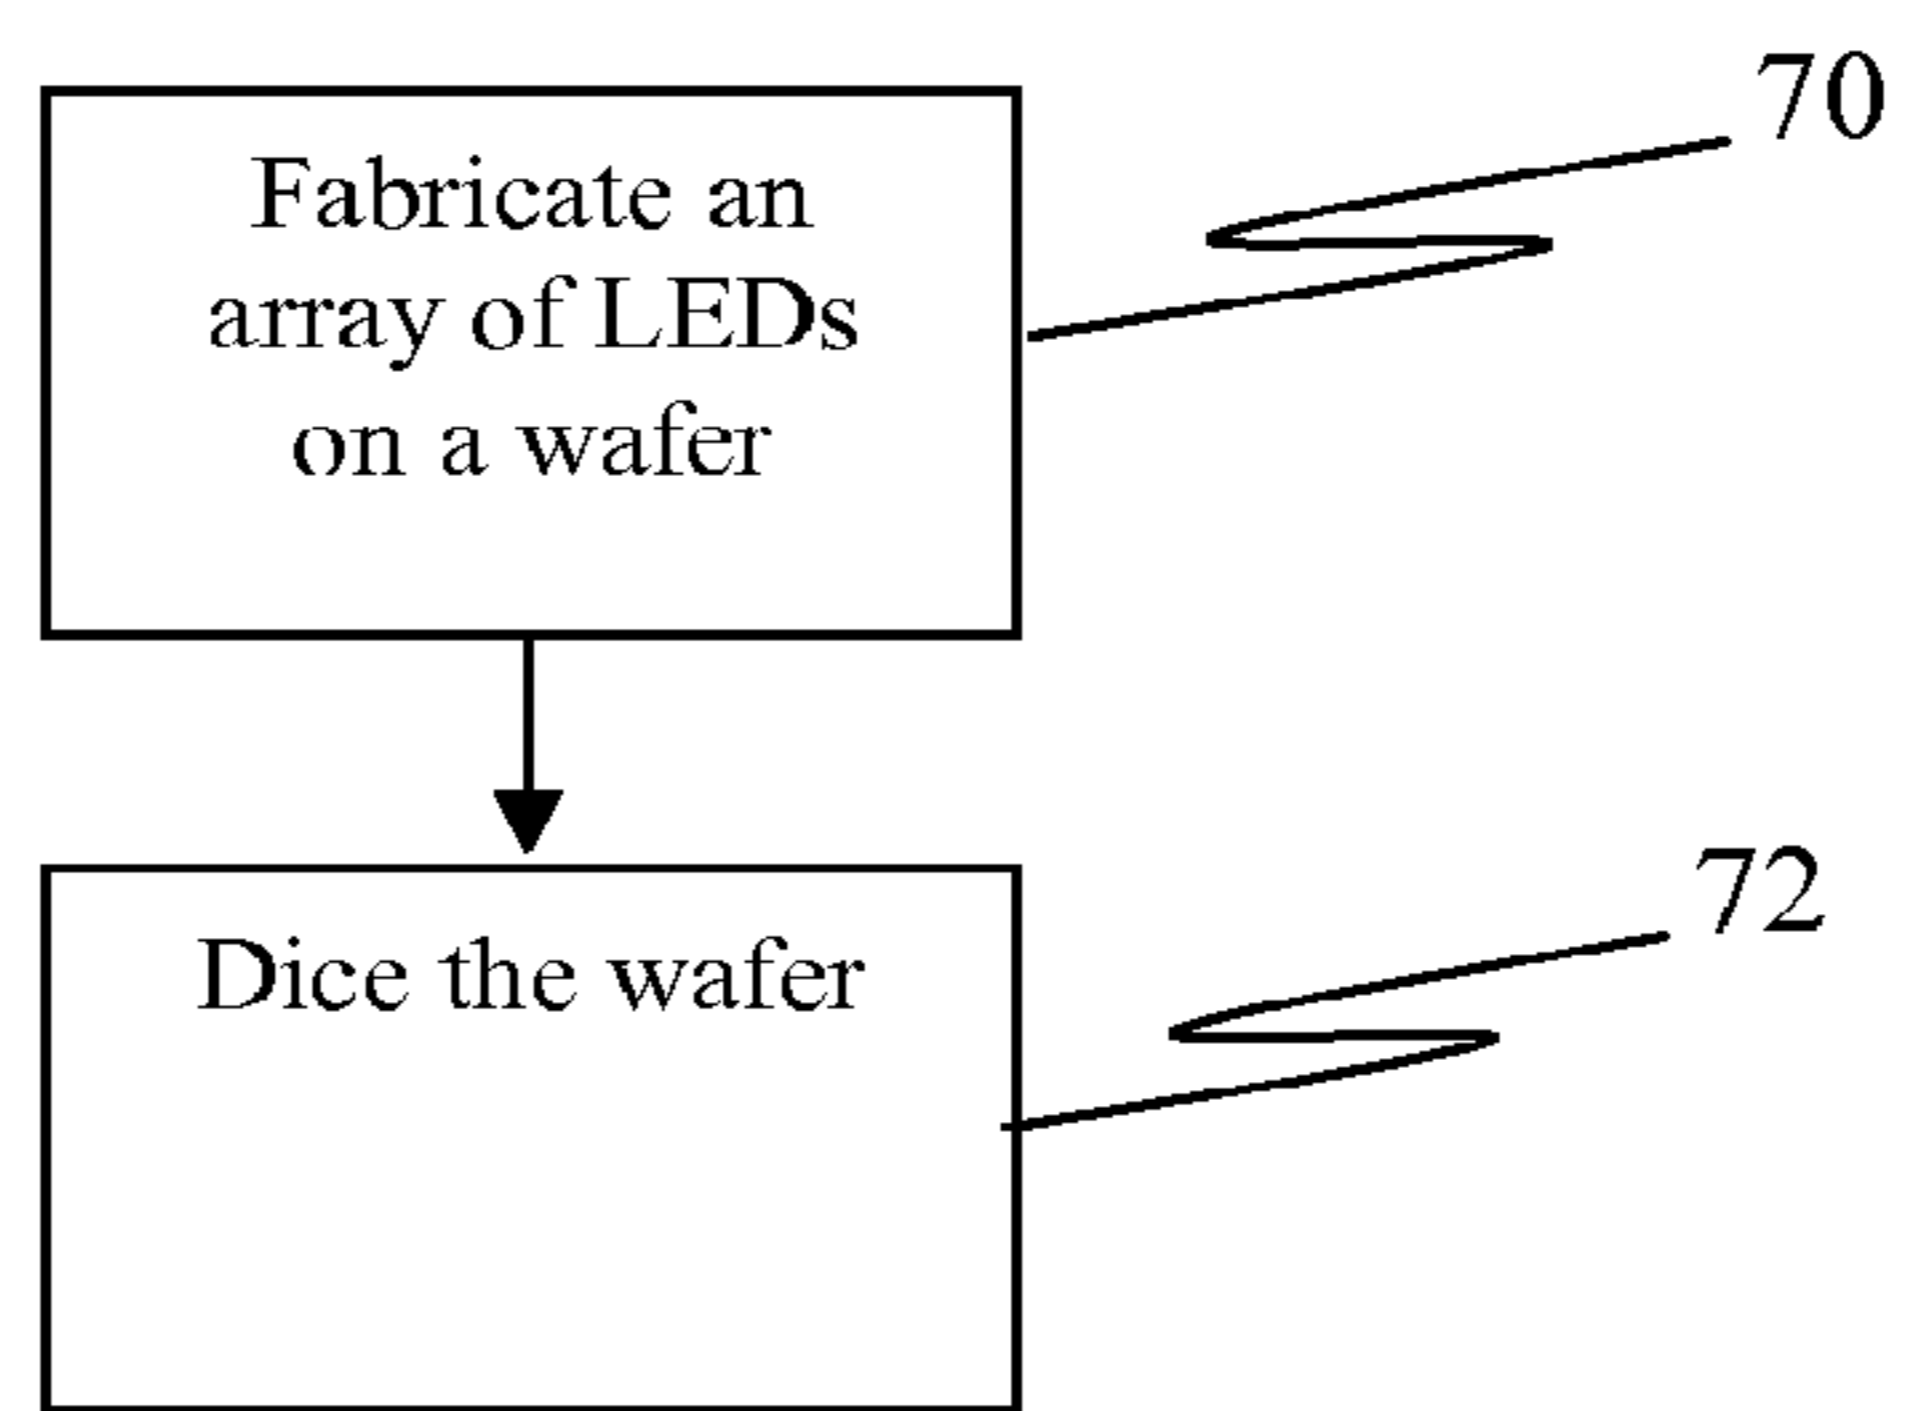 70
Fabricate an
array of LEDs
on a wafer
72
Dice the wafer